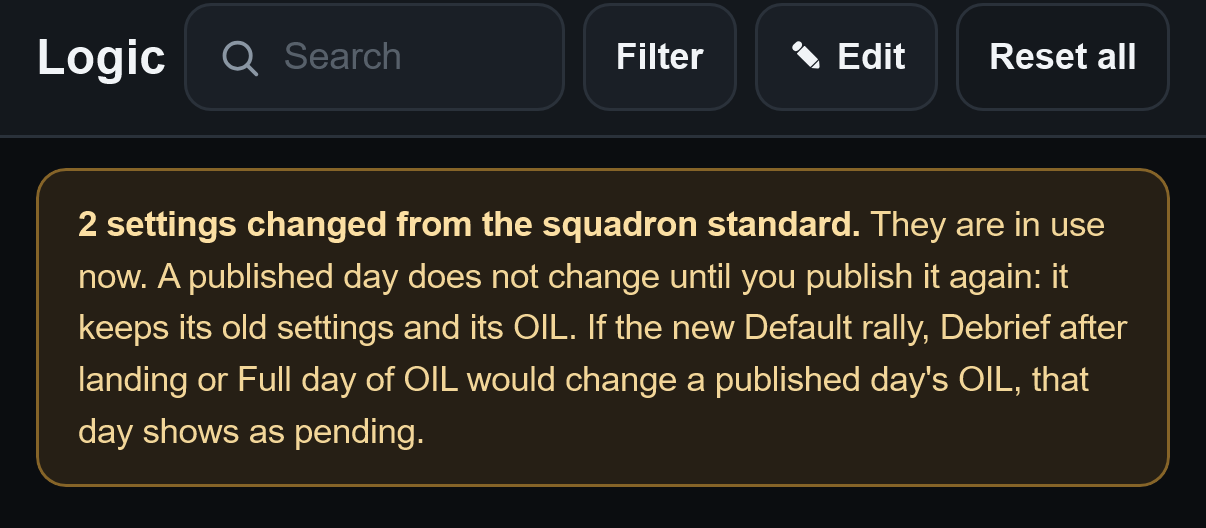 Logic Search Filter Edit Reset all
2 settings changed from the squadron standard. They are in use
now. A published day does not change until you publish it again: it
keeps its old settings and its OIL. If the new Default rally, Debrief after
landing or Full day of OIL would change a published day's OIL, that
day shows as pending.